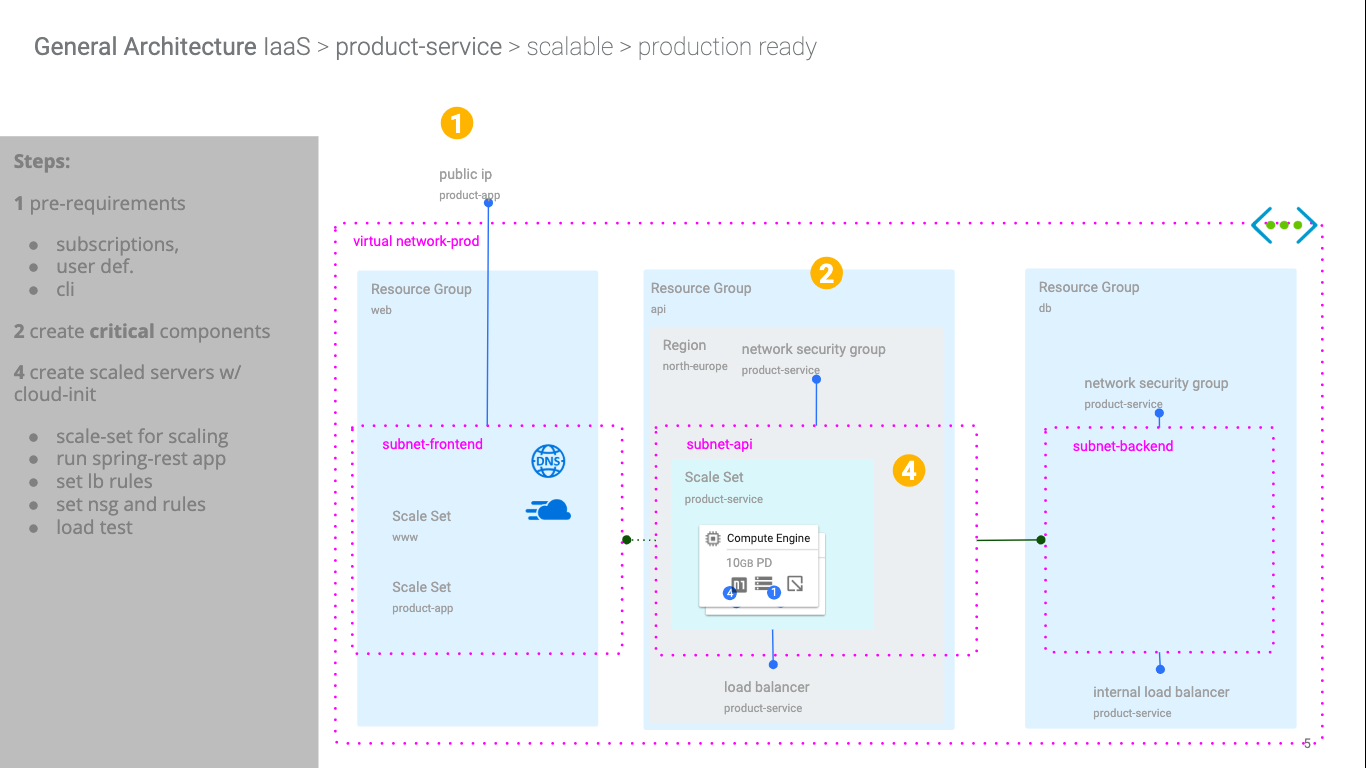 General Architecture IaaS > product-service > scalable > production ready
Steps:
1 pre-requirements
● subscriptions,
● user def.
● cli
2 create critical components
4 create scaled servers w/
cloud-init
● scale-set for scaling
● run spring-rest app
● set lb rules
● set nsg and rules
● load test
1
public ip
product-app
virtual network-prod
Resource Group
web
subnet-frontend
DNS
Scale Set
www
Scale Set
product-app
2
Resource Group
api
Region
north-europe
network security group
product-service
subnet-api
4
Scale Set
product-service
Compute Engine
10GB PD
01
4
1
load balancer
product-service
Resource Group
db
network security group
product-service
subnet-backend
internal load balancer
product-service
5